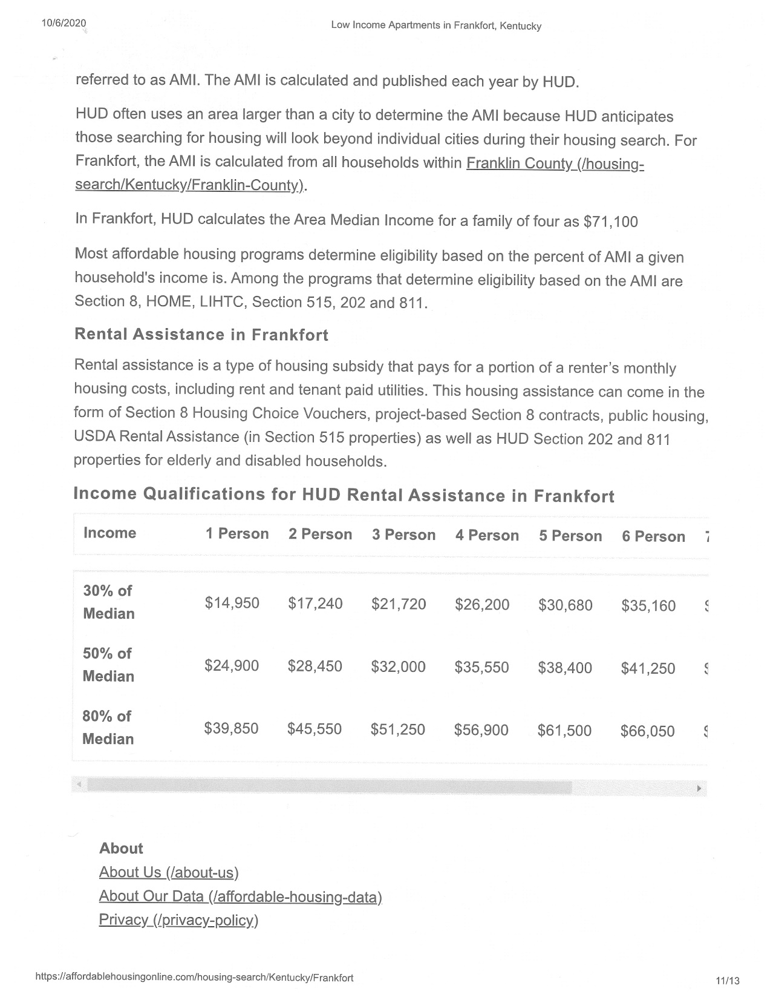 10/6/2020
Low Income Apartments in Frankfort, Kentucky
referred to as AMI. The AMI is calculated and published each year by HUD.
HUD often uses an area larger than a city to determine the AMI because HUD anticipates
those searching for housing will look beyond individual cities during their housing search. For
Frankfort, the AMI is calculated from all households within Franklin County (/housing-
search/Kentucky/Franklin-County).
In Frankfort, HUD calculates the Area Median Income for a family of four as $71,100
Most affordable housing programs determine eligibility based on the percent of AMI a given
household's income is. Among the programs that determine eligibility based on the AMI are
Section 8, HOME, LIHTC, Section 515, 202 and 811.
Rental Assistance in Frankfort
Rental assistance is a type of housing subsidy that pays for a portion of a renter's monthly
housing costs, including rent and tenant paid utilities. This housing assistance can come in the
form of Section 8 Housing Choice Vouchers, project-based Section 8 contracts, public housing,
USDA Rental Assistance (in Section 515 properties) as well as HUD Section 202 and 811
properties for elderly and disabled households.
Income Qualifications for HUD Rental Assistance in Frankfort
Income 1 Person 2 Person 3 Person 4 Person 5 Person 6 Person
30% of
Median
$14,950 $17,240 $21,720 $26,200 $30,680 $35,160
50% of
Median
$24,900 $28,450 $32,000 $35,550 $38,400 $41,250
80% of
Median
$39,850 $45,550 $51,250 $56,900 $61,500 $66,050
About
About Us (/about-us)
About Our Data (/affordable-housing-data)
Privacy (/privacy-policy)
https://affordablehousingonline.com/housing-search/Kentucky/Frankfort
11/13